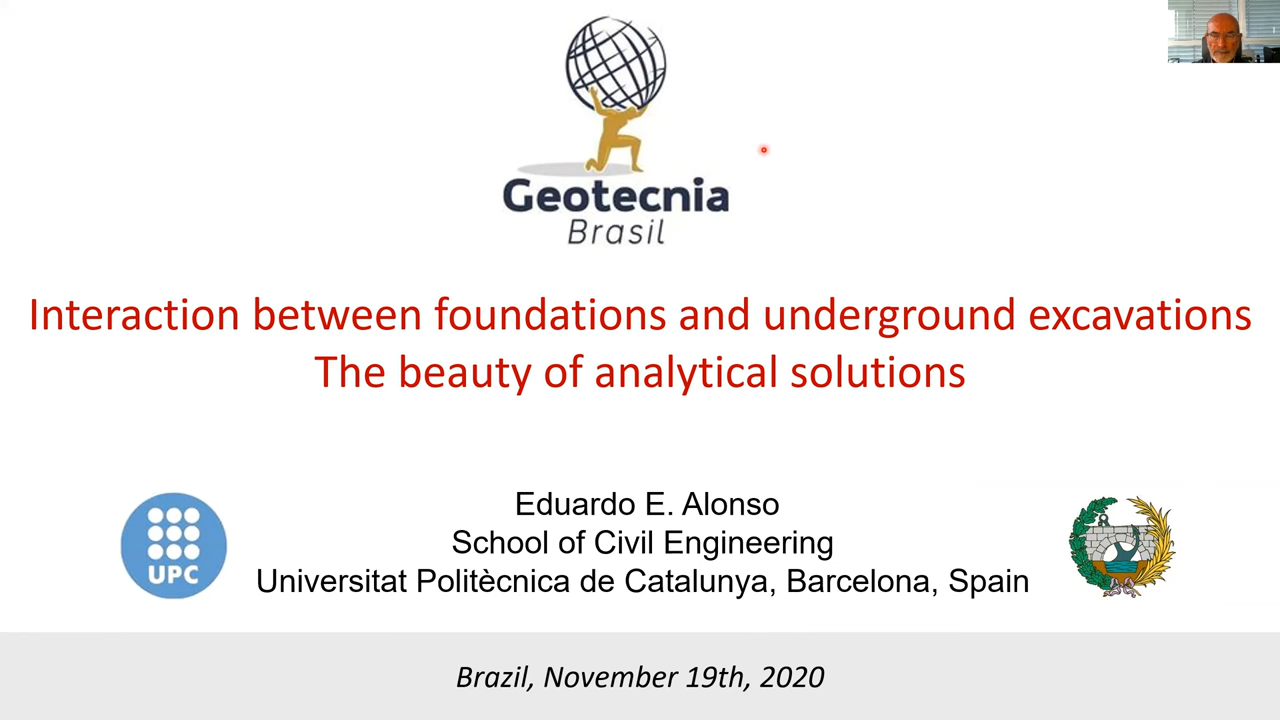 Geotecnia
Brasil
Interaction between foundations and underground excavations
The beauty of analytical solutions
Eduardo E. Alonso
School of Civil Engineering
UPC
Universitat Politècnica de Catalunya, Barcelona, Spain
Brazil, November 19th, 2020